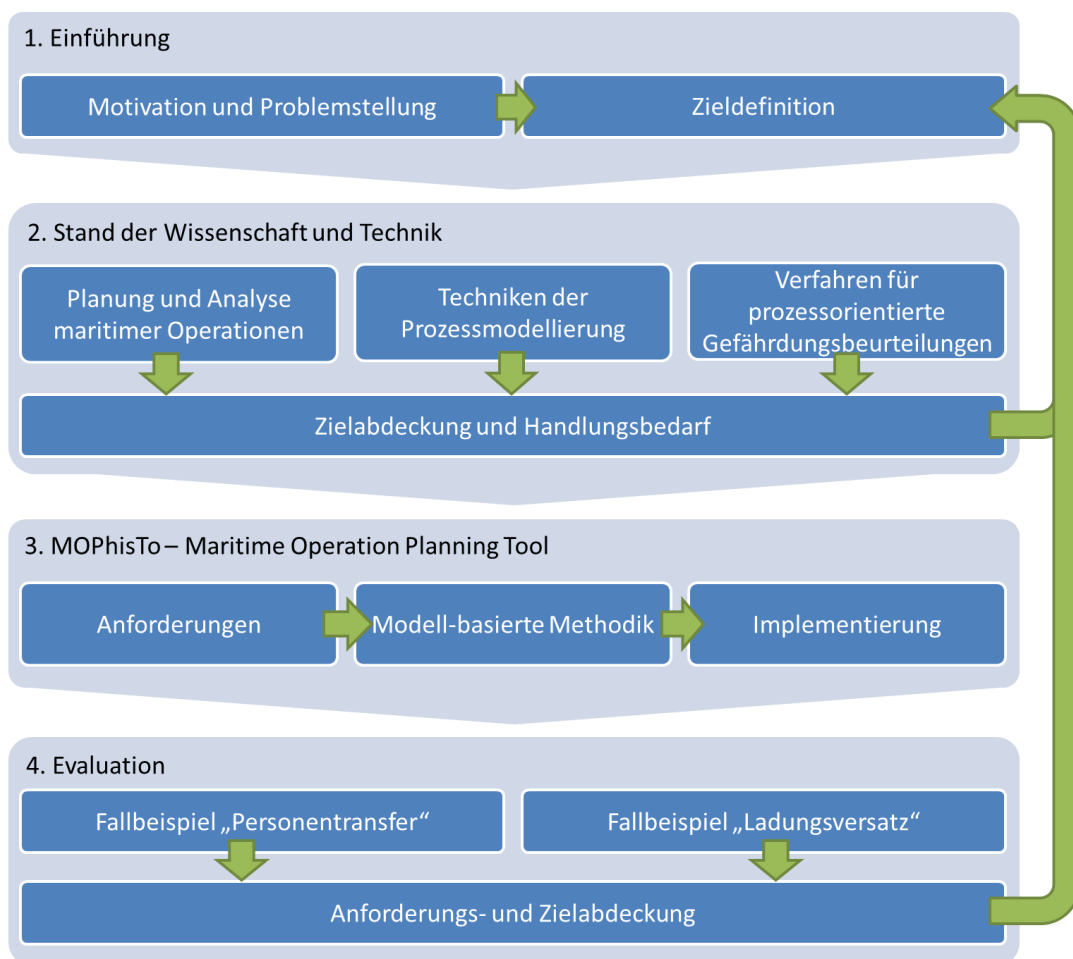 1. Einführung
Motivation und Problemstellung
Zieldefinition
2. Stand der Wissenschaft und Technik
Planung und Analyse
maritimer Operationen
Techniken der
Prozessmodellierung
Verfahren für
prozessorientierte
Gefährdungsbeurteilungen
Zielabdeckung und Handlungsbedarf
3. MOPhisTo – Maritime Operation Planning Tool
Anforderungen
Modell-basierte Methodik
Implementierung
4. Evaluation
Fallbeispiel „Personentransfer“
Fallbeispiel „Ladungsversatz“
Anforderungs- und Zielabdeckung